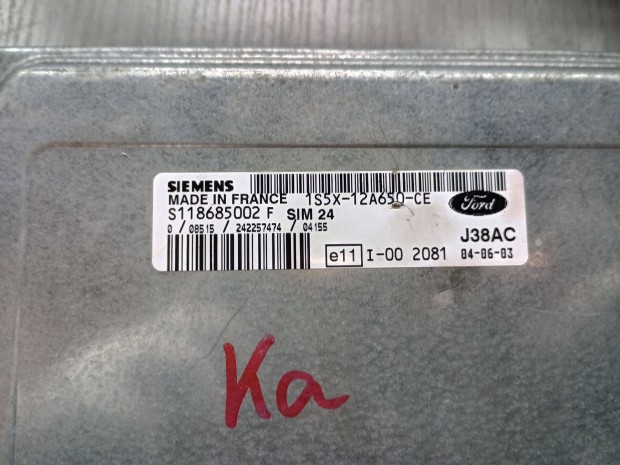 SIEMENS
MADE IN FRANCE 1S5X-12A650-CE
Ford
S118685002 F SIM 24
0 / 08515 / 242257474 / 04155
J38AC
e11 I-00 2081 04-06-03
Ka